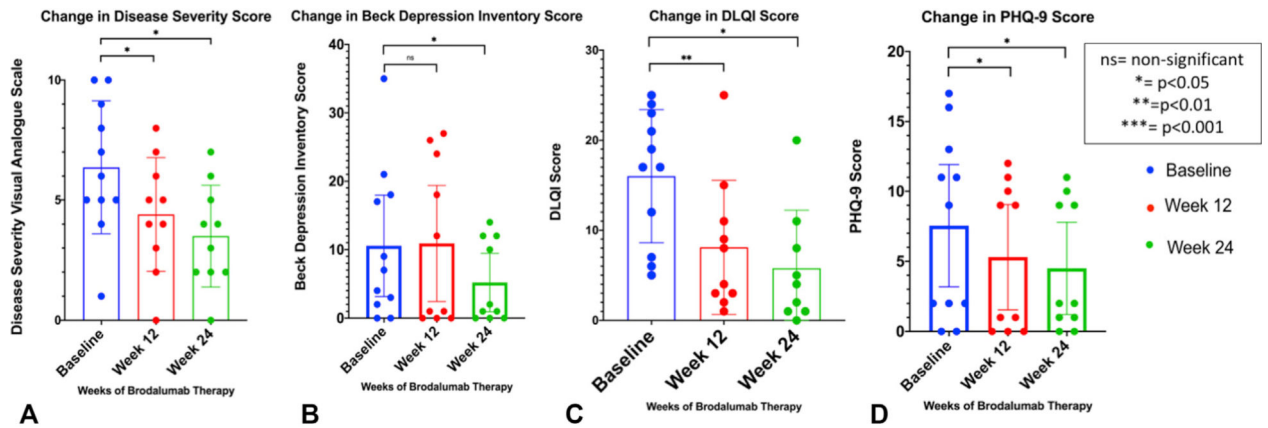 Change in Disease Severity Score
Disease Severity Visual Analogue Scale
10
5
0
*
*
Baseline
Week 12
Week 24
Weeks of Brodalumab Therapy
A
Change in Beck Depression Inventory Score
Beck Depression Inventory Score
40
30
20
10
0
*
ns
Baseline
Week 12
Week 24
Weeks of Brodalumab Therapy
B
Change in DLQI Score
DLQI Score
30
20
10
0
*
**
Baseline
Week 12
Week 24
Weeks of Brodalumab Therapy
C
Change in PHQ-9 Score
PHQ-9 Score
20
15
10
5
0
*
*
Baseline
Week 12
Week 24
Weeks of Brodalumab Therapy
D
ns= non-significant
*= p<0.05
**=p<0.01
***= p<0.001
Baseline
Week 12
Week 24